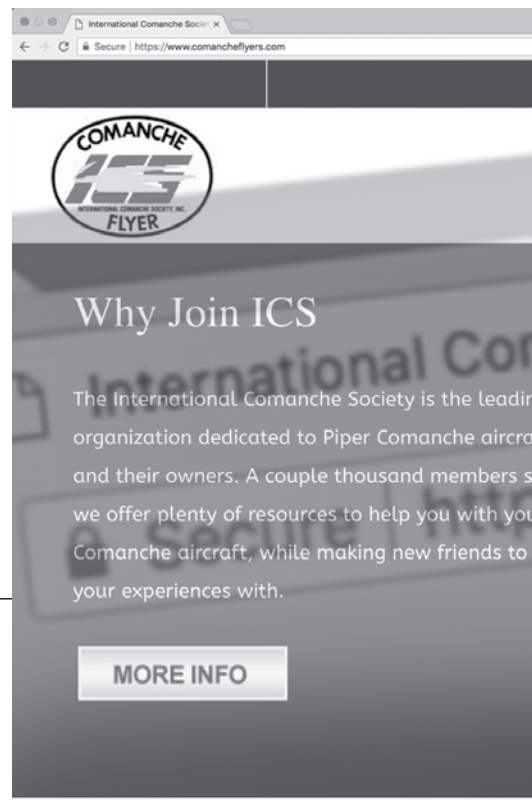 International Comanche Societ
Secure | https://www.comancheflyers.com
COMANCHE
ICS
INTERNATIONAL COMANCHE SOCIETY, INC.
FLYER
Why Join ICS
International Com
The International Comanche Society is the leadin
organization dedicated to Piper Comanche aircra
and their owners. A couple thousand members s
we offer plenty of resources to help you with you
Secure | http
Comanche aircraft, while making new friends to
your experiences with.
MORE INFO